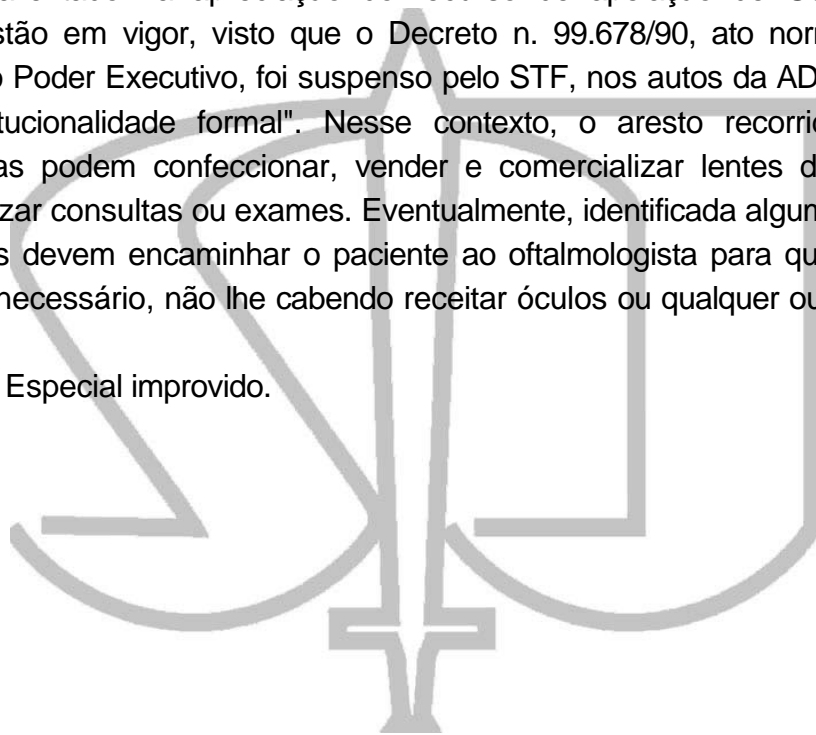 stão em vigor, visto que o Decreto n. 99.678/90, ato norm
o Poder Executivo, foi suspenso pelo STF, nos autos da AD
tucionalidade formal". Nesse contexto, o aresto recorri
as podem confeccionar, vender e comercializar lentes d
zar consultas ou exames. Eventualmente, identificada algum
s devem encaminhar o paciente ao oftalmologista para qu
necessário, não lhe cabendo receitar óculos ou qualquer ou
Especial improvido.